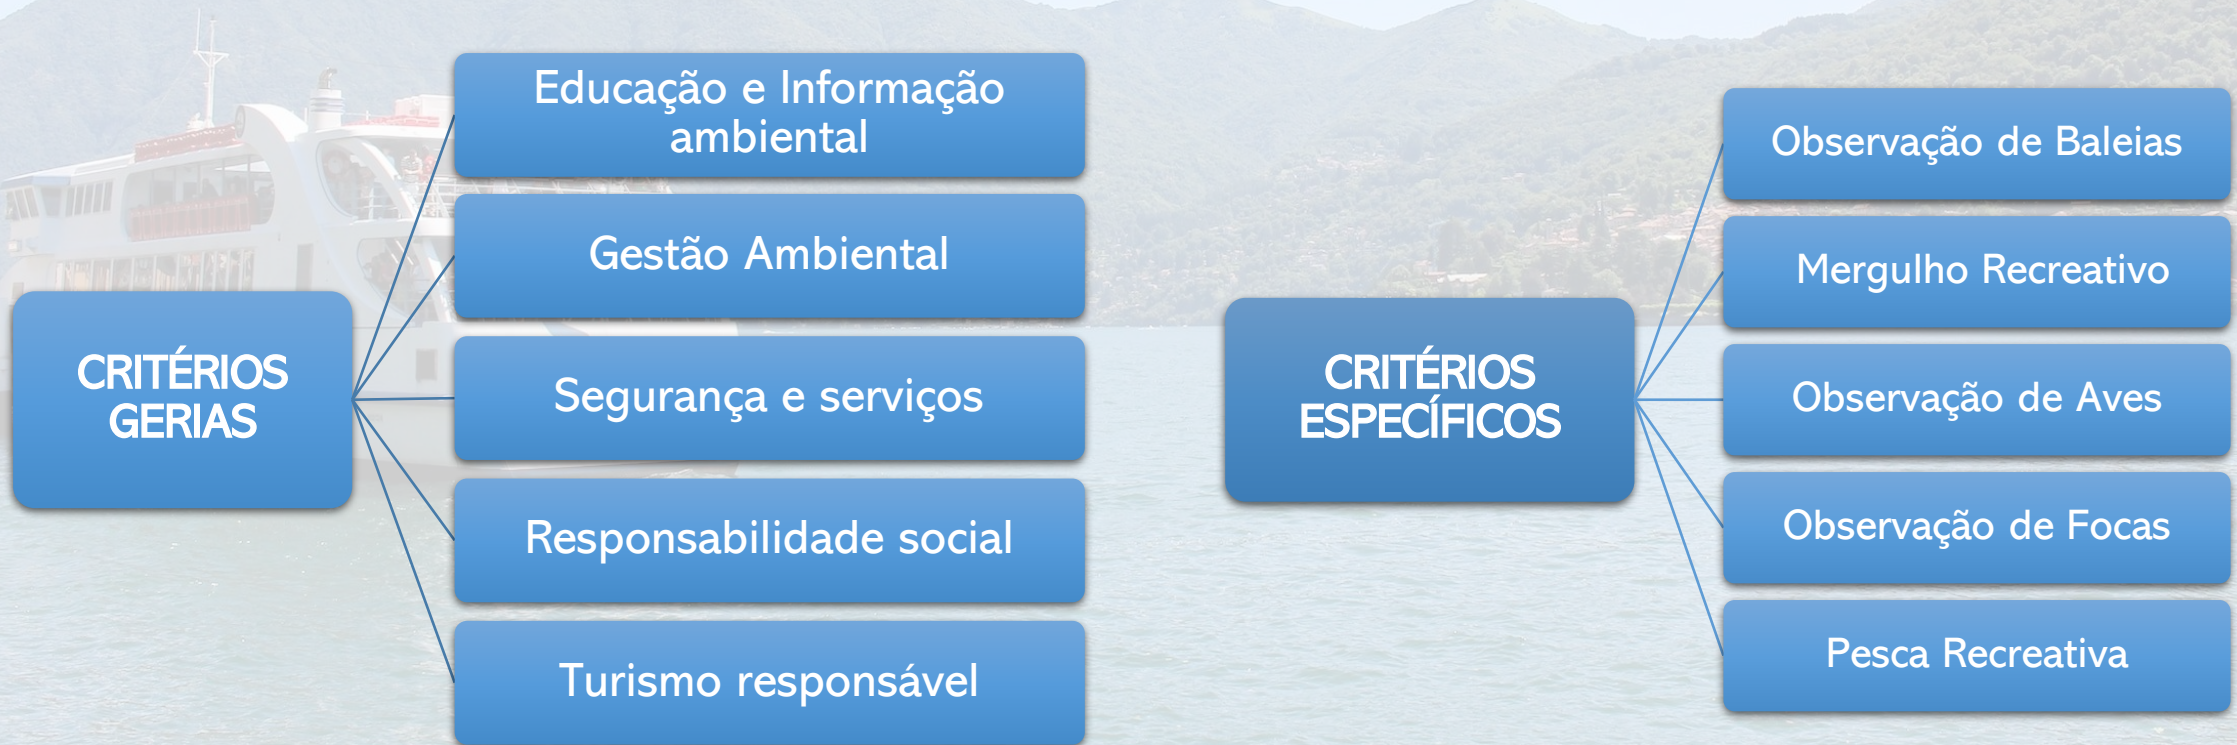 CRITÉRIOS
GERIAS
Educação e Informação
ambiental
Gestão Ambiental
Segurança e serviços
Responsabilidade social
Turismo responsável
CRITÉRIOS
ESPECÍFICOS
Observação de Baleias
Mergulho Recreativo
Observação de Aves
Observação de Focas
Pesca Recreativa